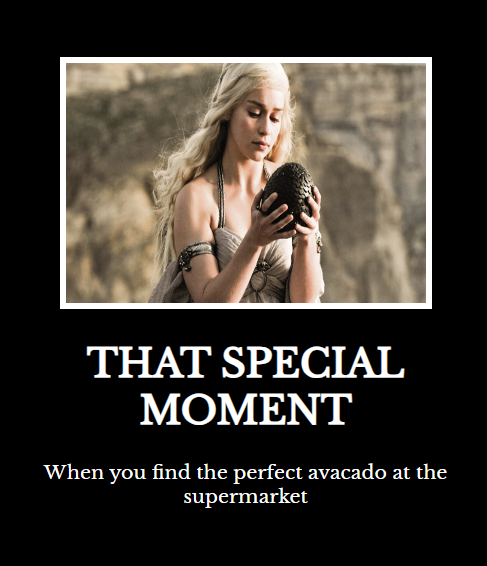 THAT SPECIAL
MOMENT
When you find the perfect avacado at the
supermarket